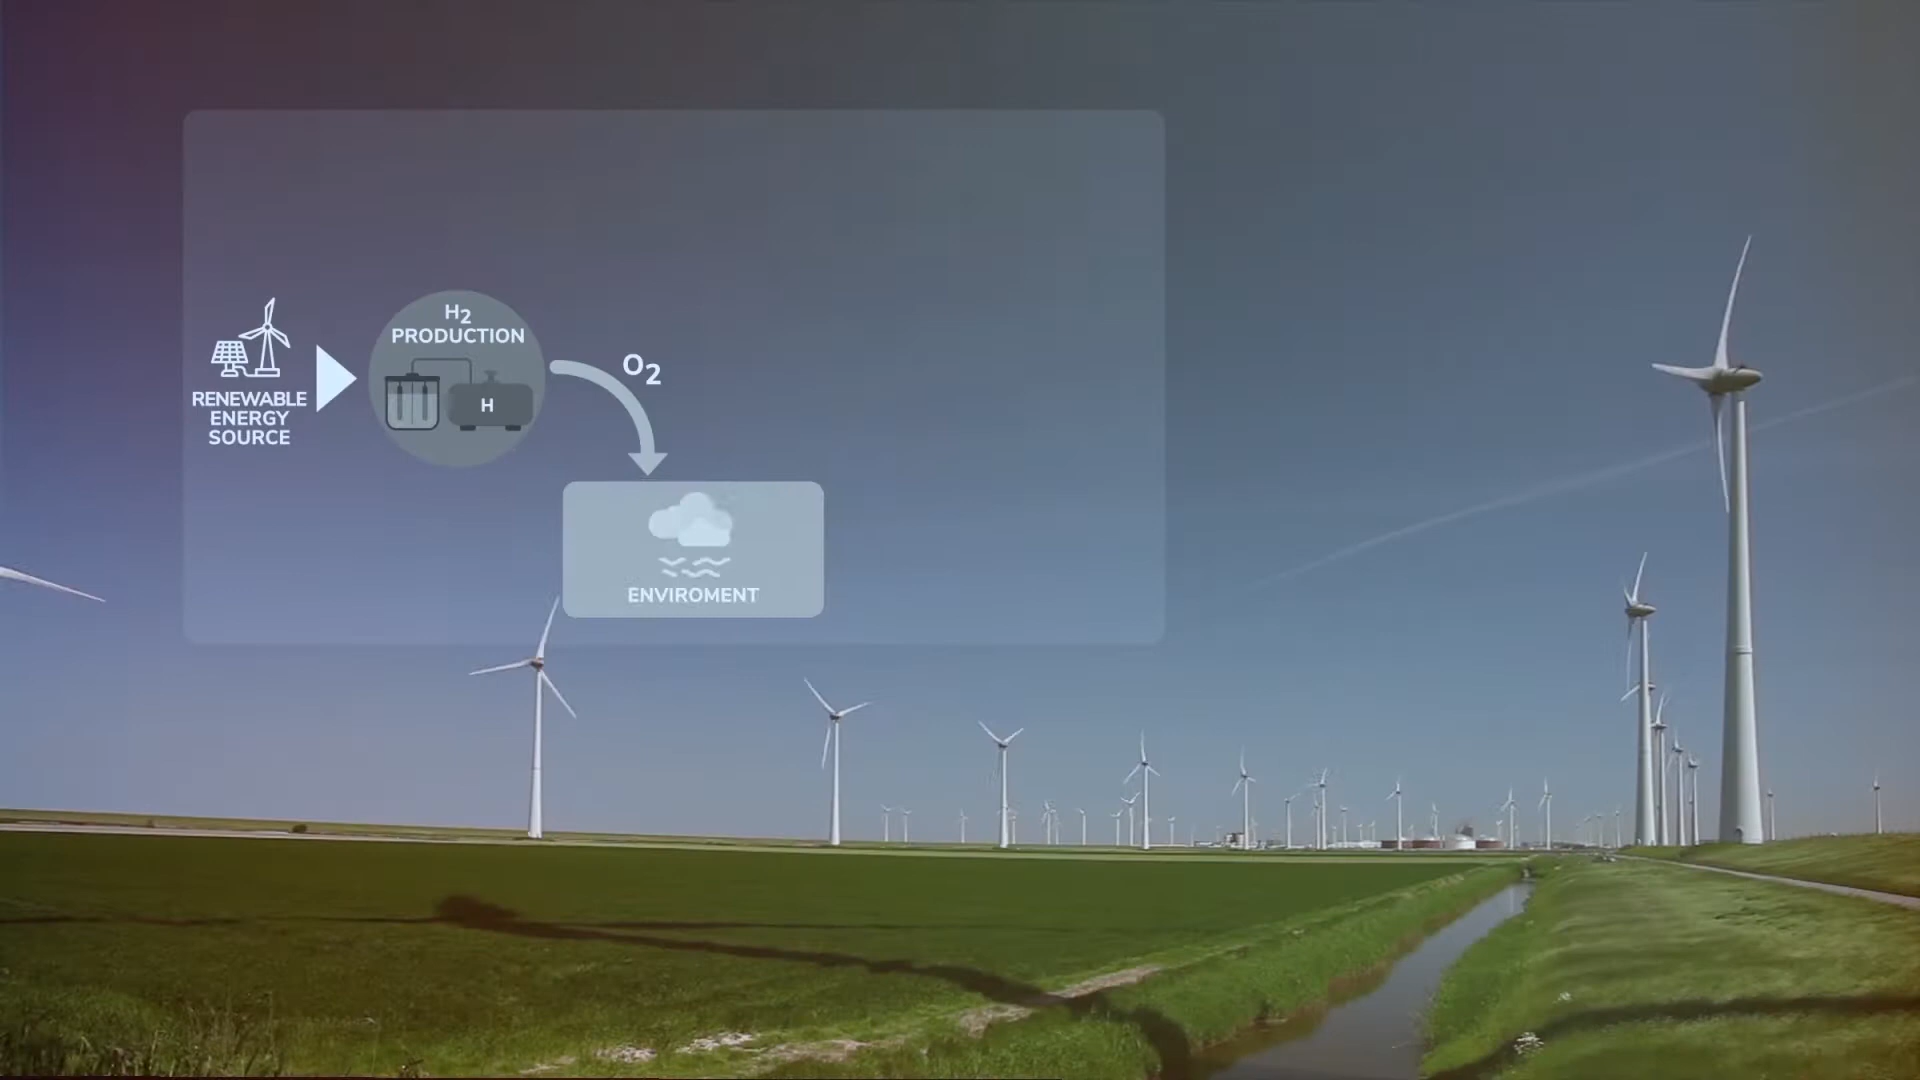 RENEWABLE
ENERGY
SOURCE
H2
PRODUCTION
H
O2
ENVIROMENT